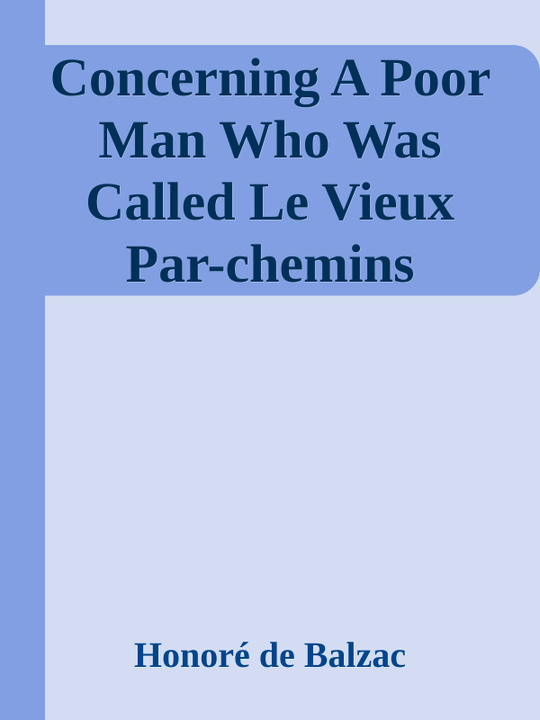 Concerning A Poor
Man Who Was
Called Le Vieux
Par-chemins
Honoré de Balzac